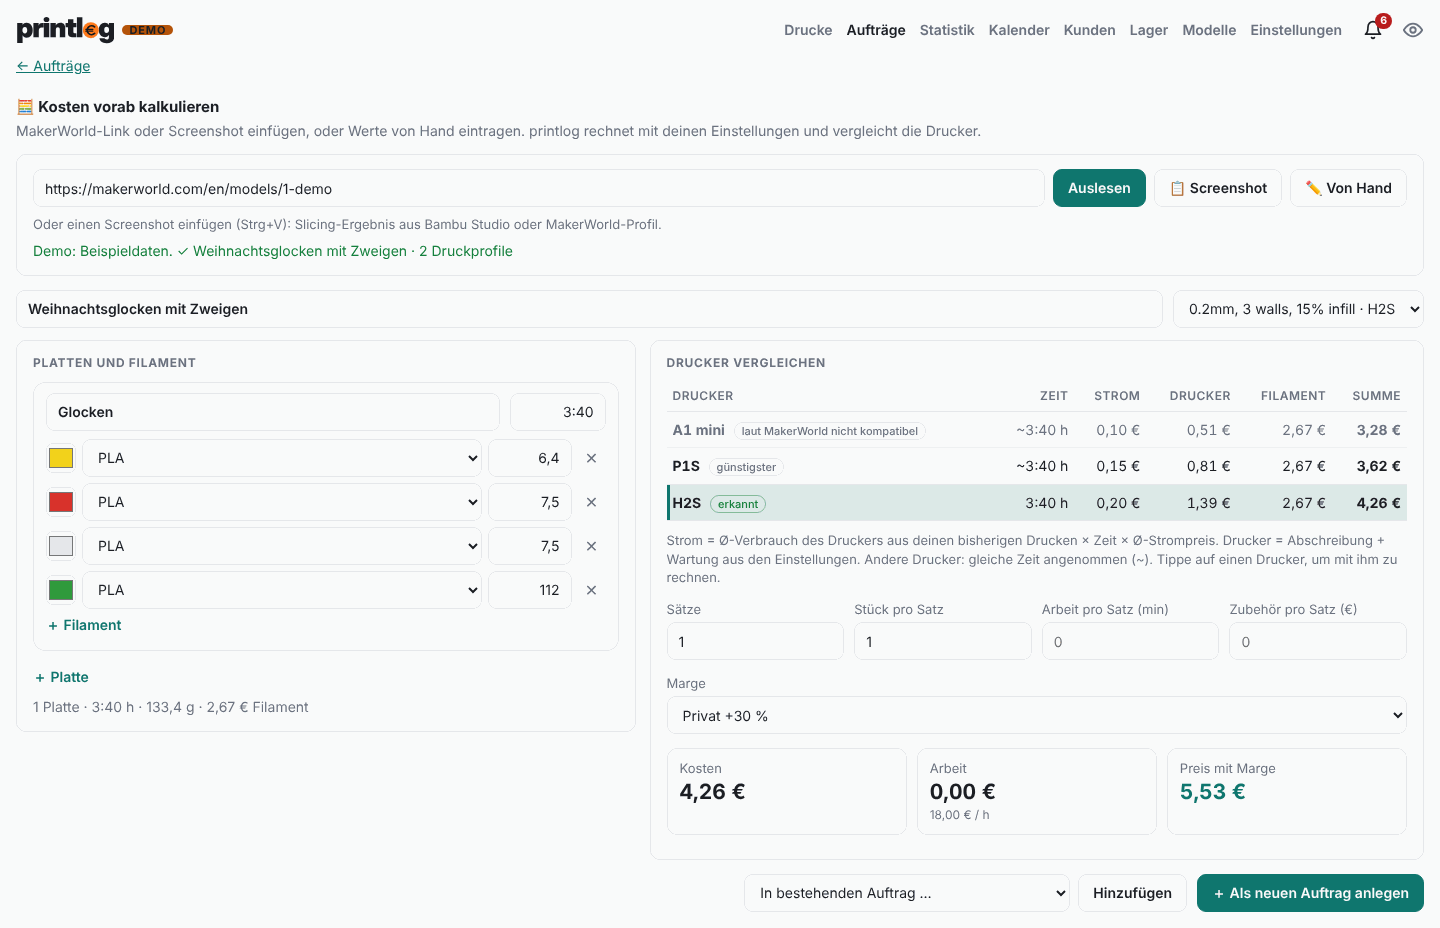 printl€g DEMO
Drucke Aufträge Statistik Kalender Kunden Lager Modelle Einstellungen 6
← Aufträge
🧮 Kosten vorab kalkulieren
MakerWorld-Link oder Screenshot einfügen, oder Werte von Hand eintragen. printlog rechnet mit deinen Einstellungen und vergleicht die Drucker.
https://makerworld.com/en/models/1-demo
Auslesen
📋 Screenshot
✏️ Von Hand
Oder einen Screenshot einfügen (Strg+V): Slicing-Ergebnis aus Bambu Studio oder MakerWorld-Profil.
Demo: Beispieldaten. ✓ Weihnachtsglocken mit Zweigen · 2 Druckprofile
Weihnachtsglocken mit Zweigen
0.2mm, 3 walls, 15% infill · H2S
PLATTEN UND FILAMENT
Glocken 3:40
PLA 6,4 ✕
PLA 7,5 ✕
PLA 7,5 ✕
PLA 112 ✕
+ Filament
+ Platte
1 Platte · 3:40 h · 133,4 g · 2,67 € Filament
DRUCKER VERGLEICHEN
DRUCKER ZEIT STROM DRUCKER FILAMENT SUMME
A1 mini laut MakerWorld nicht kompatibel ~3:40 h 0,10 € 0,51 € 2,67 € 3,28 €
P1S günstigster ~3:40 h 0,15 € 0,81 € 2,67 € 3,62 €
H2S erkannt 3:40 h 0,20 € 1,39 € 2,67 € 4,26 €
Strom = Ø-Verbrauch des Druckers aus deinen bisherigen Drucken × Zeit × Ø-Strompreis. Drucker = Abschreibung +
Wartung aus den Einstellungen. Andere Drucker: gleiche Zeit angenommen (~). Tippe auf einen Drucker, um mit ihm zu
rechnen.
Sätze Stück pro Satz Arbeit pro Satz (min) Zubehör pro Satz (€)
1 1 0 0
Marge
Privat +30 %
Kosten Arbeit Preis mit Marge
4,26 € 0,00 € 5,53 €
18,00 € / h
In bestehenden Auftrag ...
Hinzufügen
+ Als neuen Auftrag anlegen